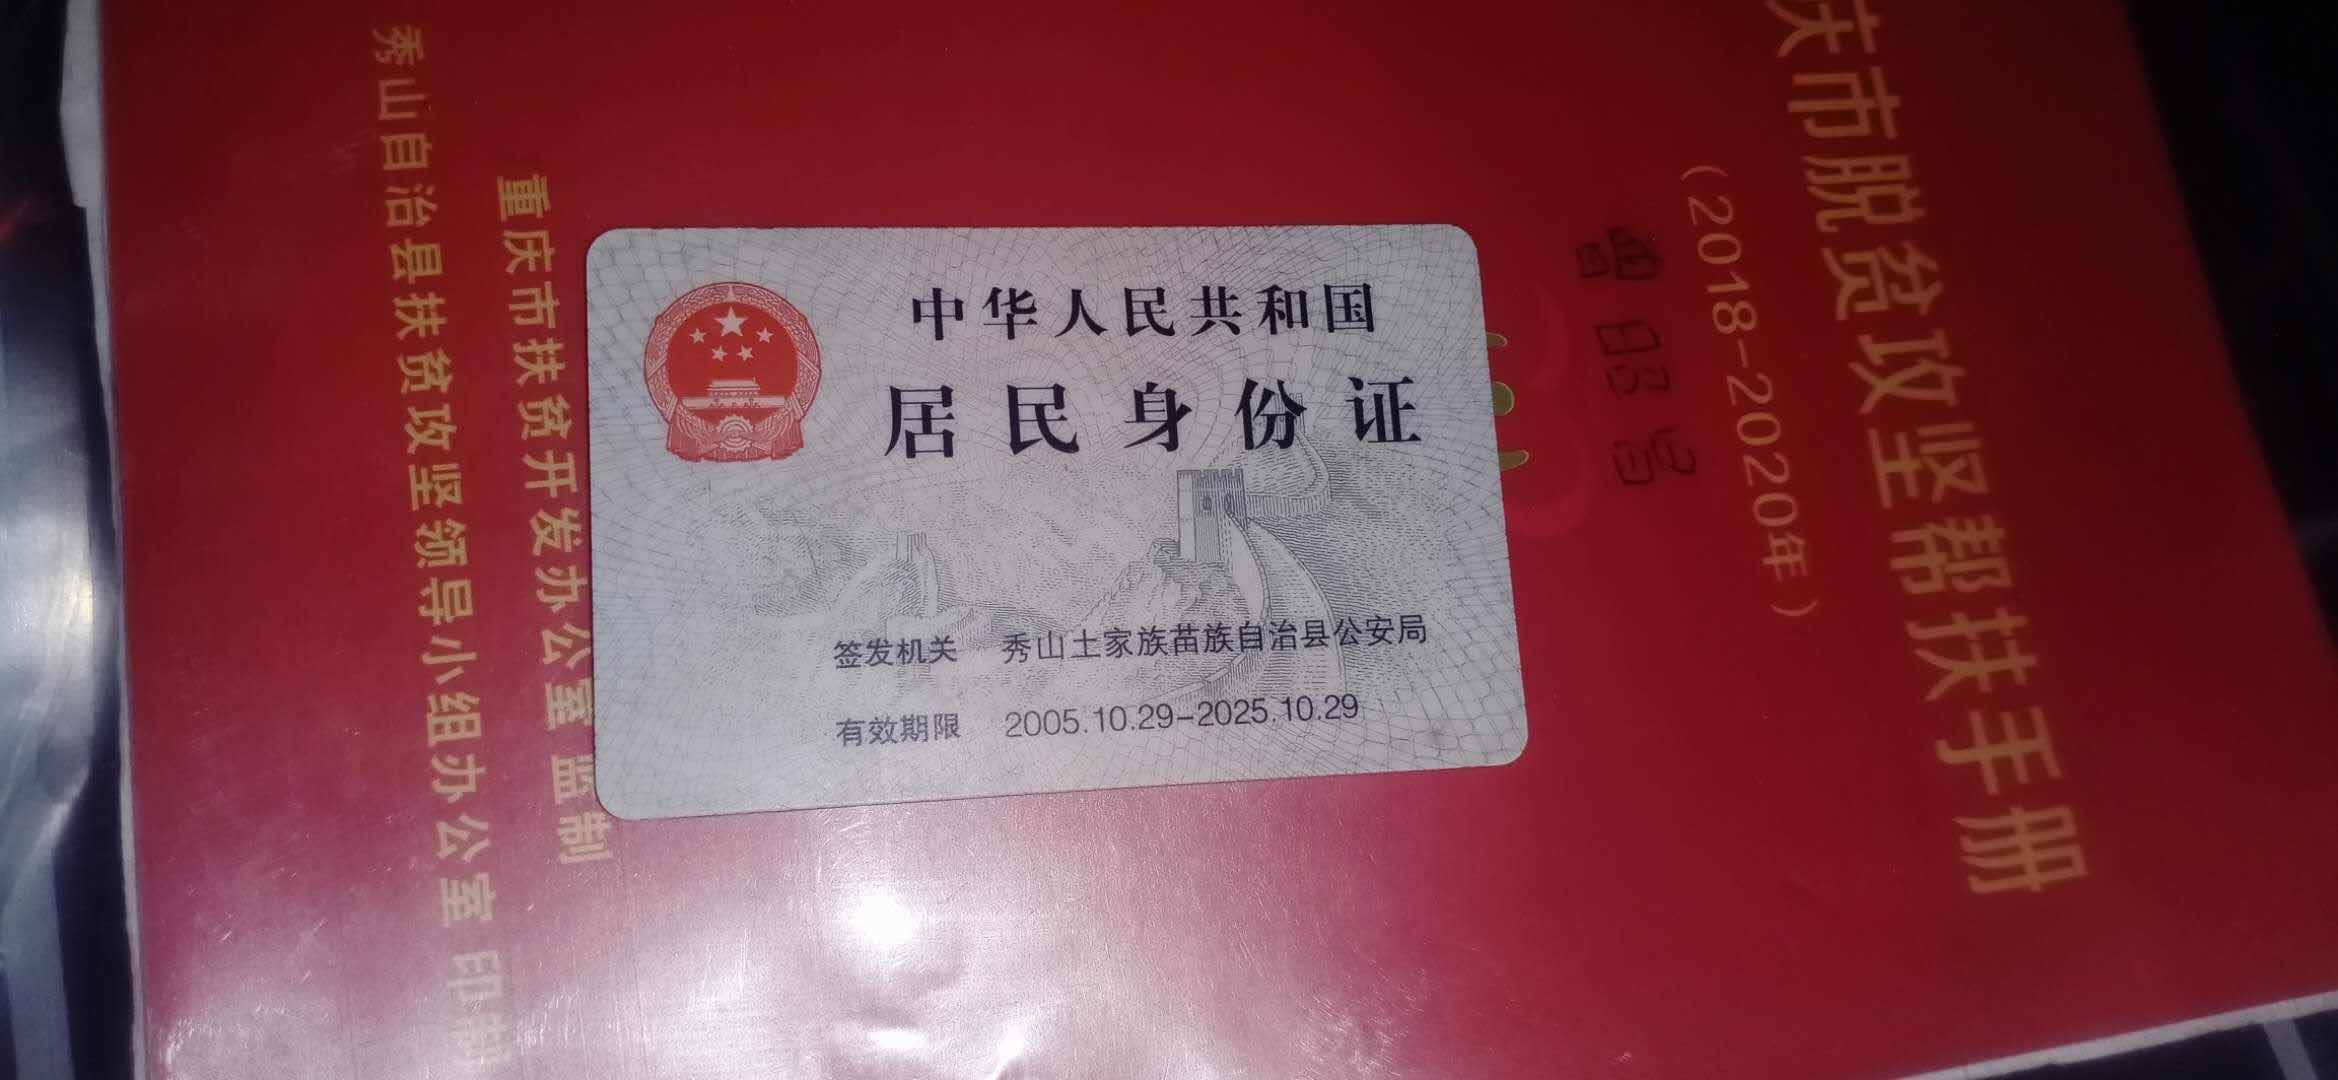 中华人民共和国
居民身份证
签发机关 秀山土家族苗族自治县公安局
有效期限 2005.10.29-2025.10.29
庆市脱贫攻坚帮扶手册
（2018-2020年）
重庆市扶贫开发办公室 监制
秀山自治县扶贫攻坚领导小组办公室 印制